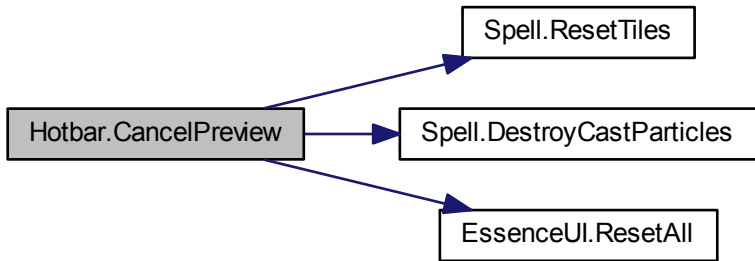 Spell.ResetTiles
Hotbar.CancelPreview
Spell.DestroyCastParticles
EssenceUI.ResetAll